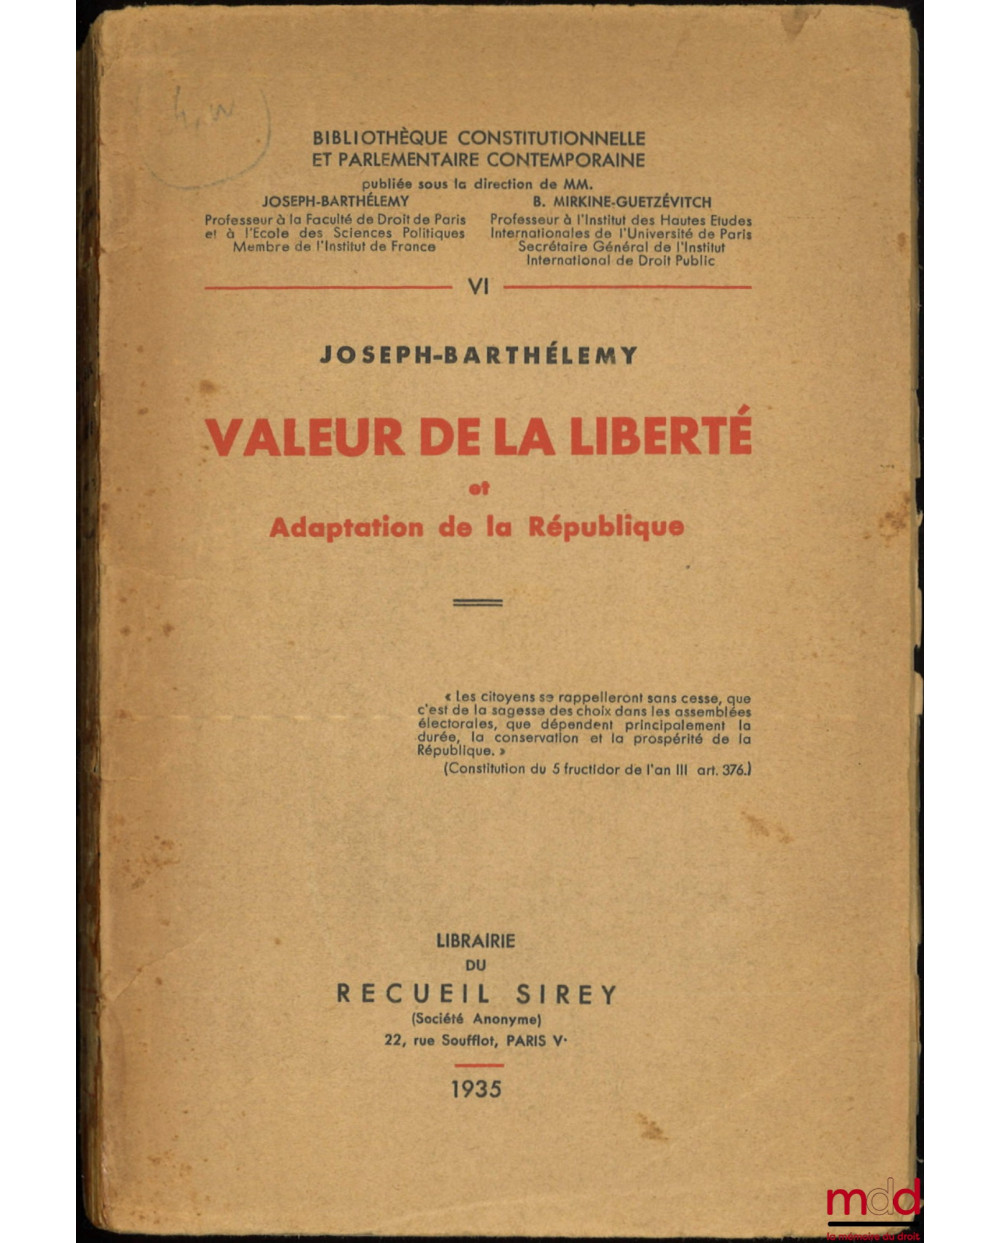 BIBLIOTHÈQUE CONSTITUTIONNELLE
ET PARLEMENTAIRE CONTEMPORAINE
publiée sous la direction de MM.
JOSEPH-BARTHÉLEMY
Professeur à la Faculté de Droit de Paris
et à l'Ecole des Sciences Politiques
Membre de l'Institut de France
B. MIRKINE-GUETZÉVITCH
Professeur à l'Institut des Hautes Etudes
Internationales de l'Université de Paris
Secrétaire Général de l'Institut
International de Droit Public
VI
JOSEPH-BARTHÉLEMY
VALEUR DE LA LIBERTÉ
et
Adaptation de la République
« Les citoyens se rappelleront sans cesse, que
c'est de la sagesse des choix dans les assemblées
électorales, que dépendent principalement la
durée, la conservation et la prospérité de la
République. »
(Constitution du 5 fructidor de l'an III art. 376.)
LIBRAIRIE
DU
RECUEIL SIREY
(Société Anonyme)
22, rue Soufflot, PARIS Vᵉ
1935
mdd
la mémoire du droit